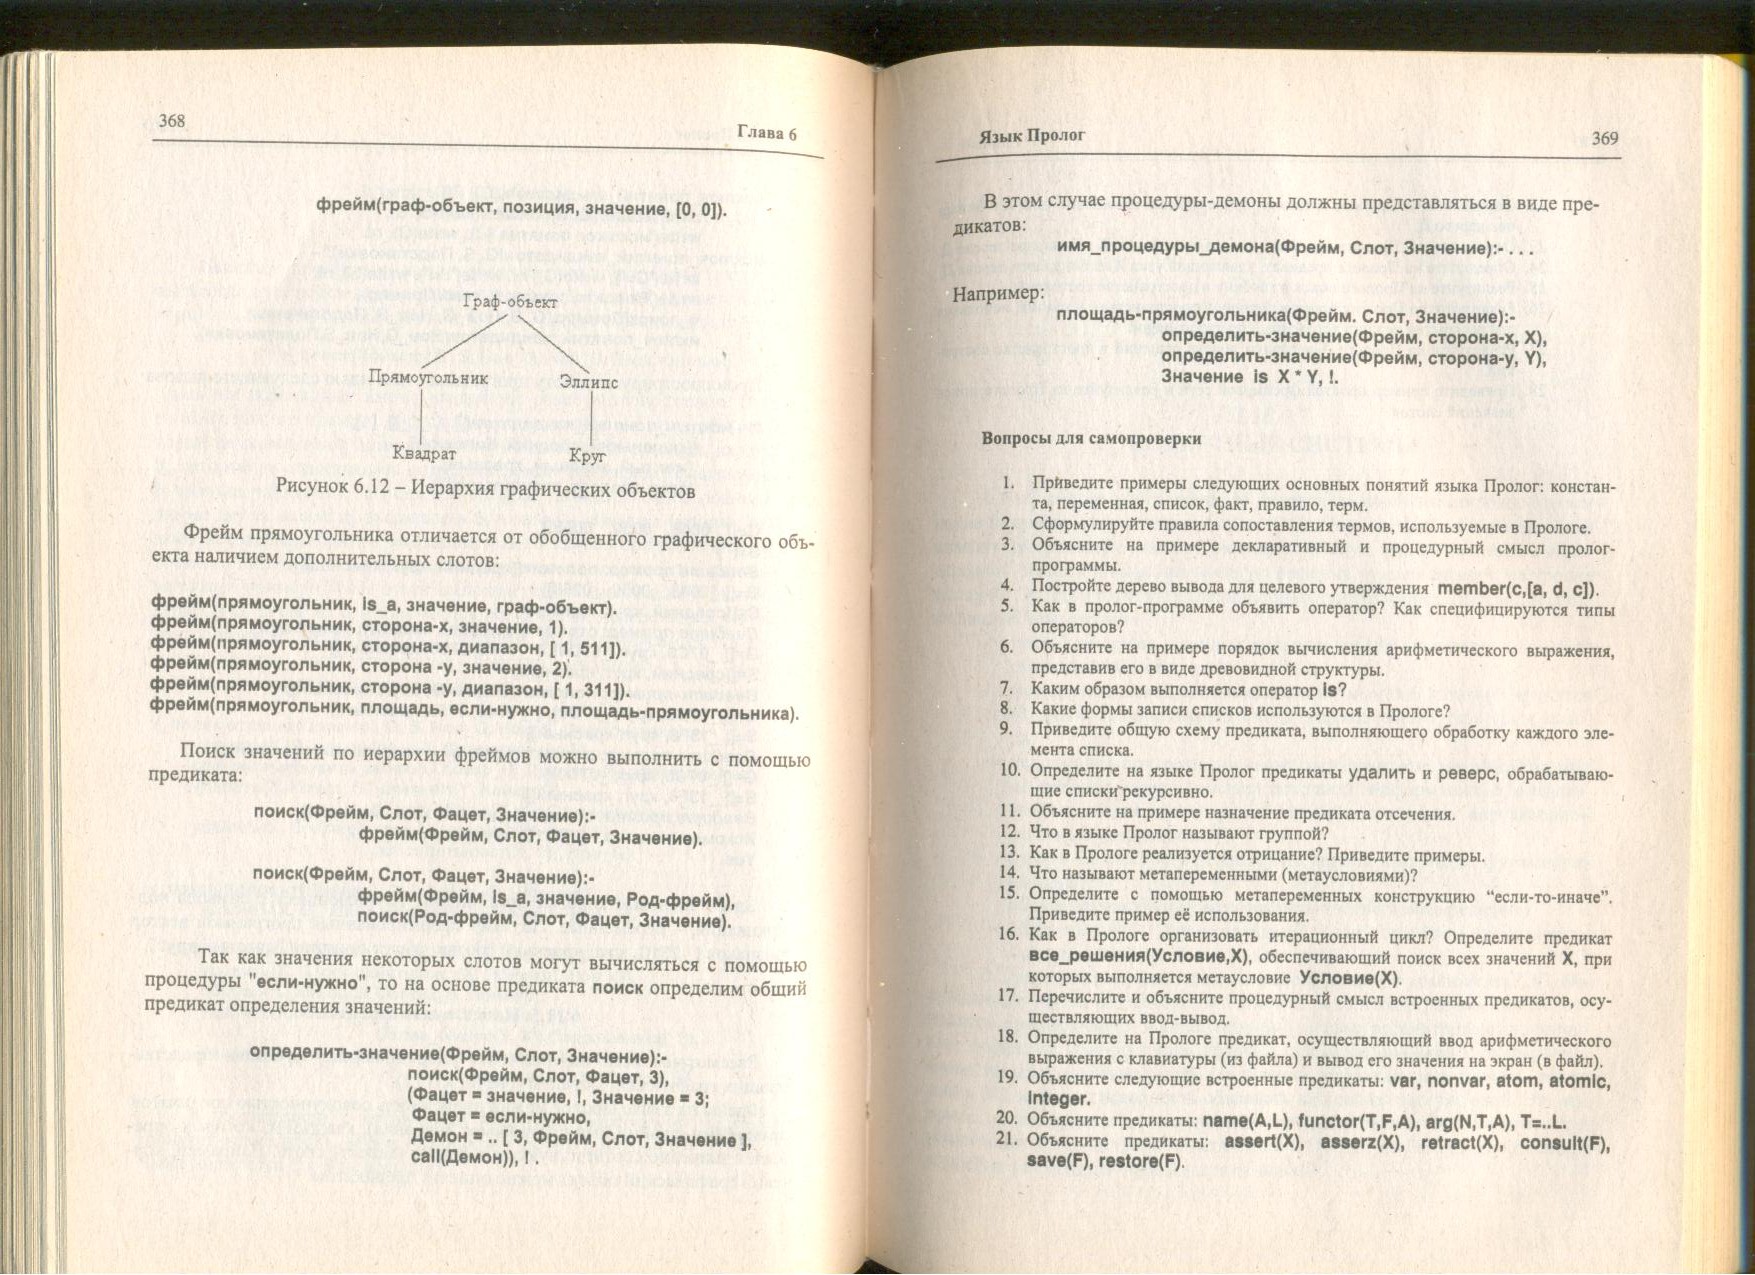 368
Глава 6
фрейм(граф-объект, позиция, значение, [0, 0]).
Граф-объект
Прямоугольник Эллипс
Квадрат Круг
Рисунок 6.12 – Иерархия графических объектов
Фрейм прямоугольника отличается от обобщенного графического объ-
екта наличием дополнительных слотов:
фрейм(прямоугольник, is_a, значение, граф-объект).
фрейм(прямоугольник, сторона-х, значение, 1).
фрейм(прямоугольник, сторона-х, диапазон, [ 1, 511]).
фрейм(прямоугольник, сторона -у, значение, 2).
фрейм(прямоугольник, сторона -у, диапазон, [ 1, 311]).
фрейм(прямоугольник, площадь, если-нужно, площадь-прямоугольника).
Поиск значений по иерархии фреймов можно выполнить с помощью
предиката:
поиск(Фрейм, Слот, Фацет, Значение):-
фрейм(Фрейм, Слот, Фацет, Значение).
поиск(Фрейм, Слот, Фацет, Значение):-
фрейм(Фрейм, is_a, значение, Род-фрейм),
поиск(Род-фрейм, Слот, Фацет, Значение).
Так как значения некоторых слотов могут вычисляться с помощью
процедуры "если-нужно", то на основе предиката поиск определим общий
предикат определения значений:
определить-значение(Фрейм, Слот, Значение):-
поиск(Фрейм, Слот, Фацет, 3),
(Фацет = значение, !, Значение = 3;
Фацет = если-нужно,
Демон = .. [ 3, Фрейм, Слот, Значение ],
call(Демон)), ! .
Язык Пролог
369
В этом случае процедуры-демоны должны представляться в виде пре-
дикатов:
имя_процедуры_демона(Фрейм, Слот, Значение):- . . .
Например:
площадь-прямоугольника(Фрейм. Слот, Значение):-
определить-значение(Фрейм, сторона-х, X),
определить-значение(Фрейм, сторона-у, Y),
Значение is X * Y, !.
Вопросы для самопроверки
1. Приведите примеры следующих основных понятий языка Пролог: констан-
та, переменная, список, факт, правило, терм.
2. Сформулируйте правила сопоставления термов, используемые в Прологе.
3. Объясните на примере декларативный и процедурный смысл пролог-
программы.
4. Постройте дерево вывода для целевого утверждения member(c,[a, d, c]).
5. Как в пролог-программе объявить оператор? Как специфицируются типы
операторов?
6. Объясните на примере порядок вычисления арифметического выражения,
представив его в виде древовидной структуры.
7. Каким образом выполняется оператор is?
8. Какие формы записи списков используются в Прологе?
9. Приведите общую схему предиката, выполняющего обработку каждого эле-
мента списка.
10. Определите на языке Пролог предикаты удалить и реверс, обрабатываю-
щие списки рекурсивно.
11. Объясните на примере назначение предиката отсечения.
12. Что в языке Пролог называют группой?
13. Как в Прологе реализуется отрицание? Приведите примеры.
14. Что называют метапеременными (метаусловиями)?
15. Определите с помощью метапеременных конструкцию “если-то-иначе”.
Приведите пример её использования.
16. Как в Прологе организовать итерационный цикл? Определите предикат
все_решения(Условие,X), обеспечивающий поиск всех значений X, при
которых выполняется метаусловие Условие(X).
17. Перечислите и объясните процедурный смысл встроенных предикатов, осу-
ществляющих ввод-вывод.
18. Определите на Прологе предикат, осуществляющий ввод арифметического
выражения с клавиатуры (из файла) и вывод его значения на экран (в файл).
19. Объясните следующие встроенные предикаты: var, nonvar, atom, atomic,
integer.
20. Объясните предикаты: name(A,L), functor(T,F,A), arg(N,T,A), T=..L.
21. Объясните предикаты: assert(X), asserz(X), retract(X), consult(F),
save(F), restore(F).